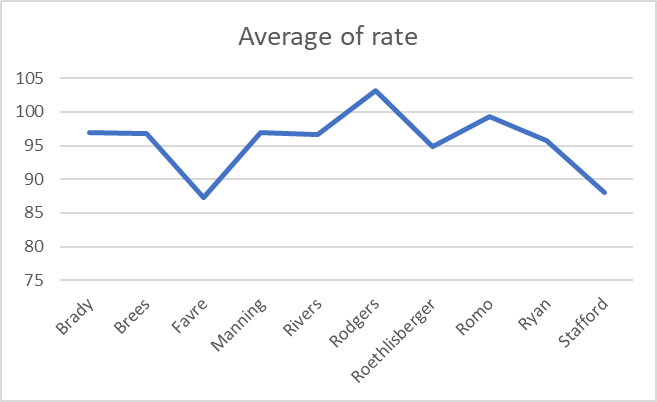 Average of rate
105
100
95
90
85
80
75
Brady
Brees
Favre
Manning
Rivers
Rodgers
Roethlisberger
Romo
Ryan
Stafford